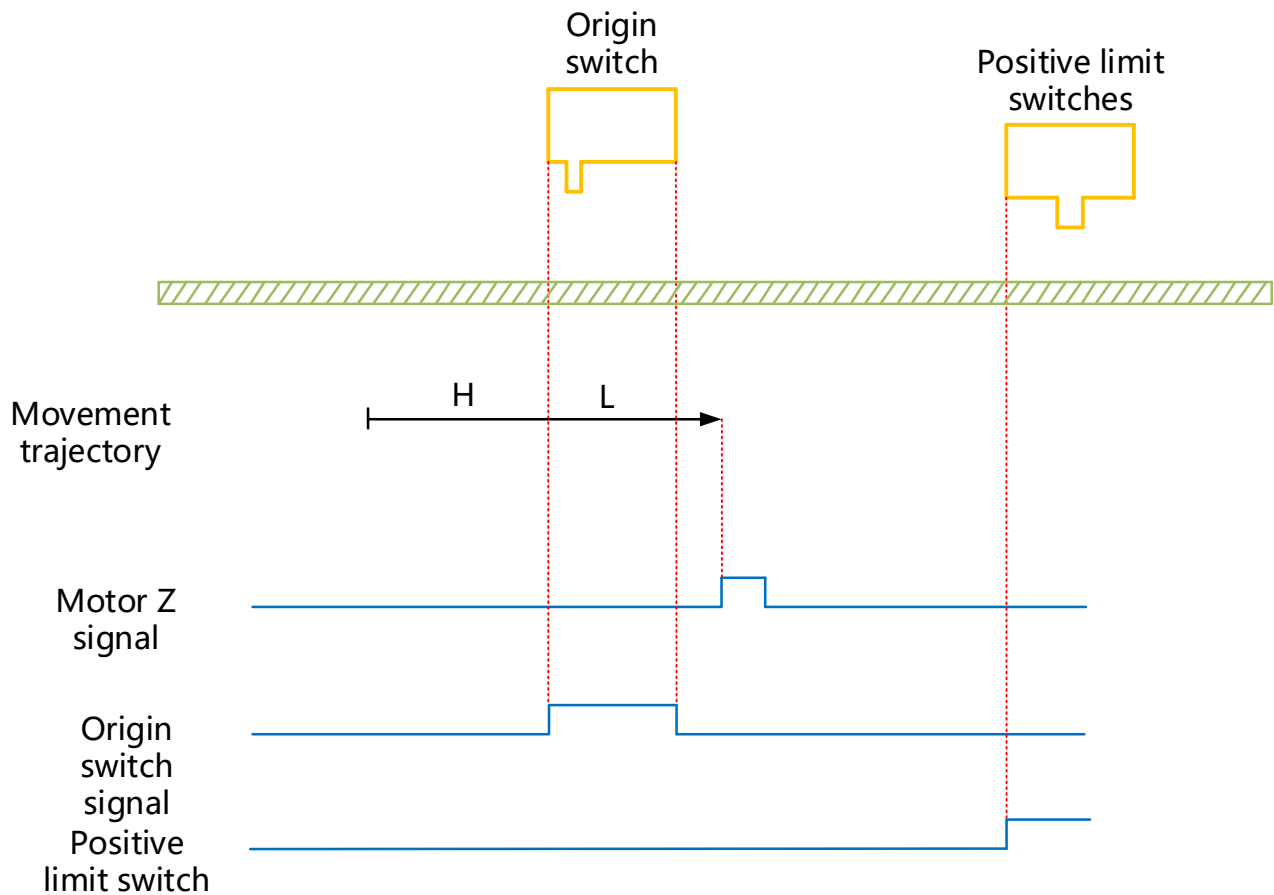 Origin
switch
Positive limit
switches
H
L
Movement
trajectory
Motor Z
signal
Origin
switch
signal
Positive
limit switch